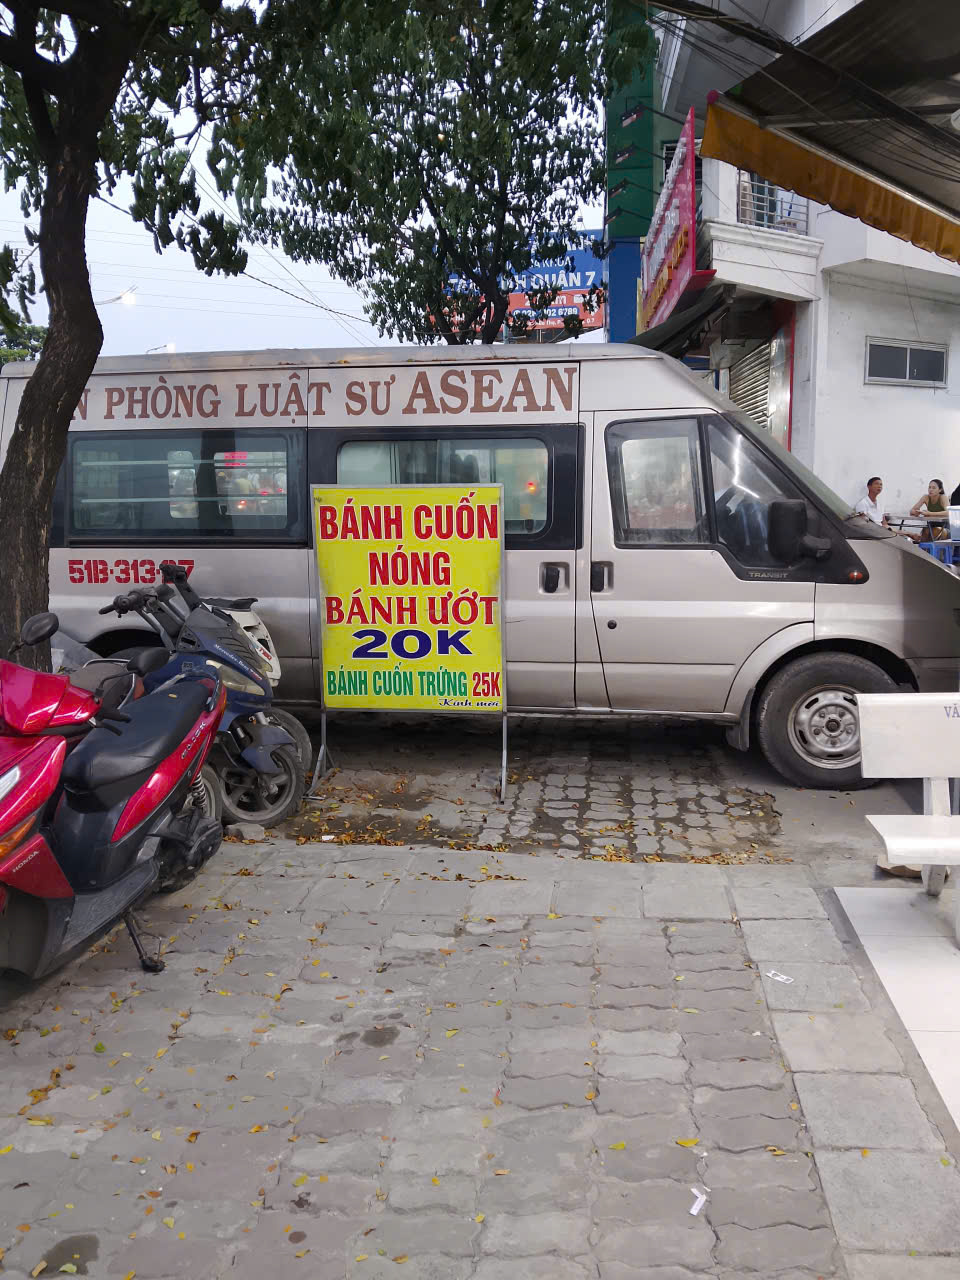 QUẬN 7
PHÒNG LUẬT SƯ ASEAN
BÁNH CUỐN
NÓNG
BÁNH ƯỚT
20K
BÁNH CUỐN TRỨNG 25K
Kính mời
51B-313
TRANSIT
HONDA